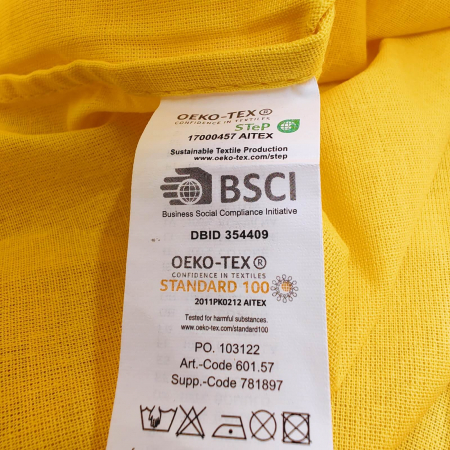 OEKO-TEX®
CONFIDENCE IN TEXTILES
STeP
17000457 AITEX
Sustainable Textile Production
www.oeko-tex.com/step
BSCI
Business Social Compliance Initiative
DBID 354409
OEKO-TEX®
CONFIDENCE IN TEXTILES
STANDARD 100
2011PK0212 AITEX
Tested for harmful substances.
www.oeko-tex.com/standard100
PO. 103122
Art.-Code 601.57
Supp.-Code 781897